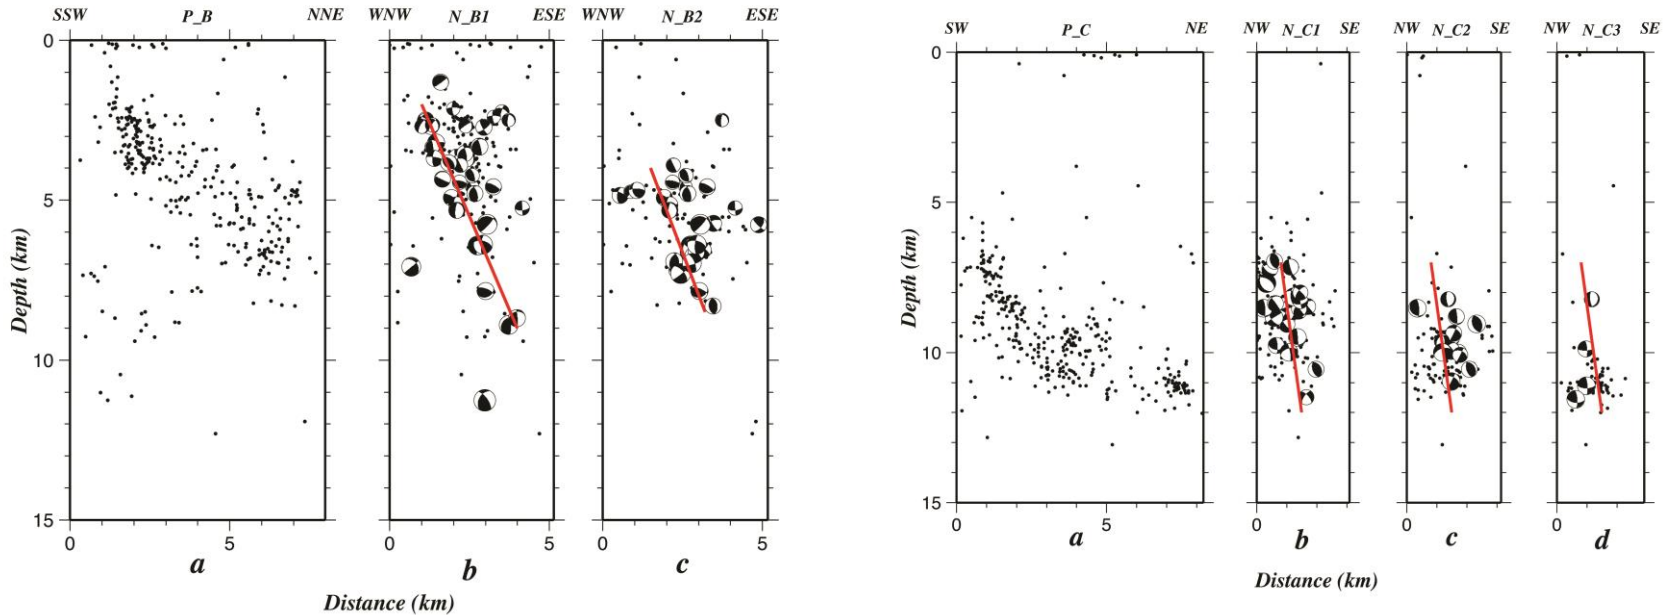 SSW P_B NNE
WNW N_B1 ESE
WNW N_B2 ESE
0
5
10
15
Depth (km)
0 5
0 5
0 5
a
b
c
Distance (km)
SW P_C NE
NW N_C1 SE
NW N_C2 SE
NW N_C3 SE
0
5
10
15
Depth (km)
0 5
0
0
0
a
b
c
d
Distance (km)